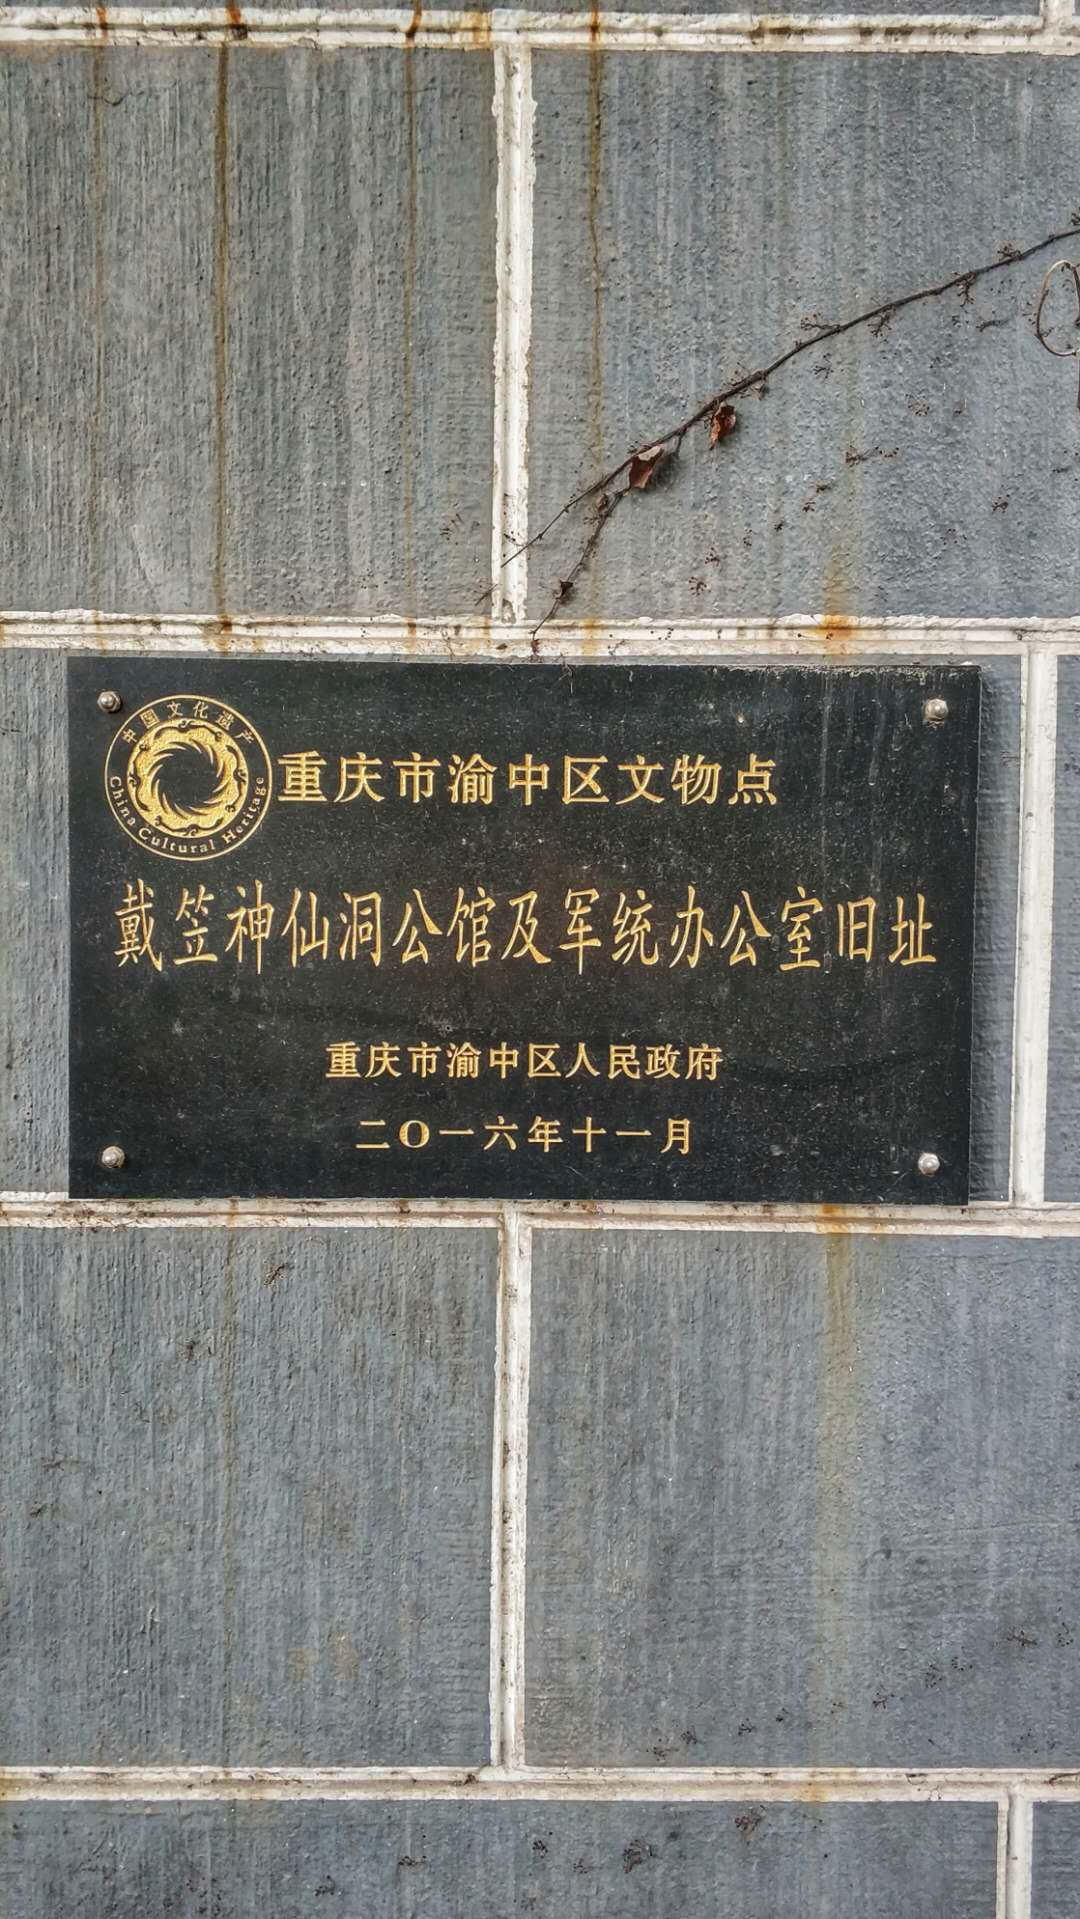 中国文化遗产
China Cultural Heritage
重庆市渝中区文物点
戴笠神仙洞公馆及军统办公室旧址
重庆市渝中区人民政府
二〇一六年十一月